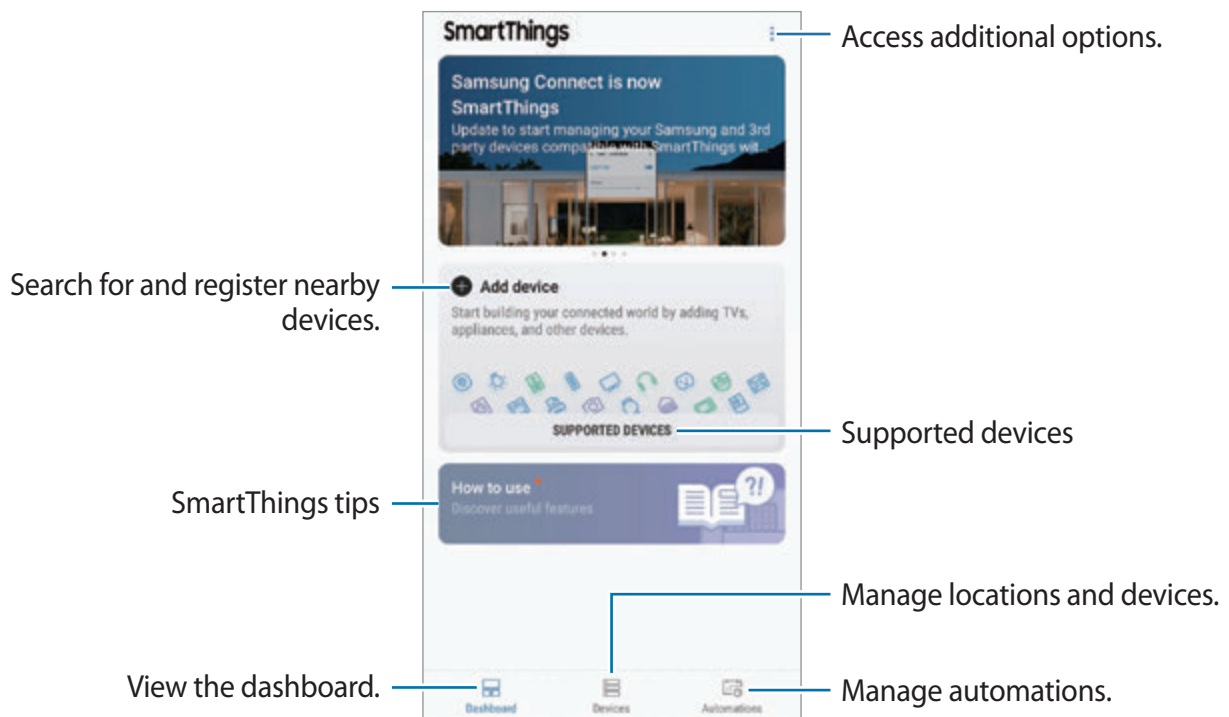 SmartThings
Access additional options.
Samsung Connect is now
SmartThings
Update to start managing your Samsung and 3rd
party devices compatible with SmartThings wit...
Search for and register nearby
devices.
Add device
Start building your connected world by adding TVs,
appliances, and other devices.
SUPPORTED DEVICES
Supported devices
SmartThings tips
How to use
Discover useful features
?!
Manage locations and devices.
View the dashboard.
Dashboard
Devices
Automations
Manage automations.